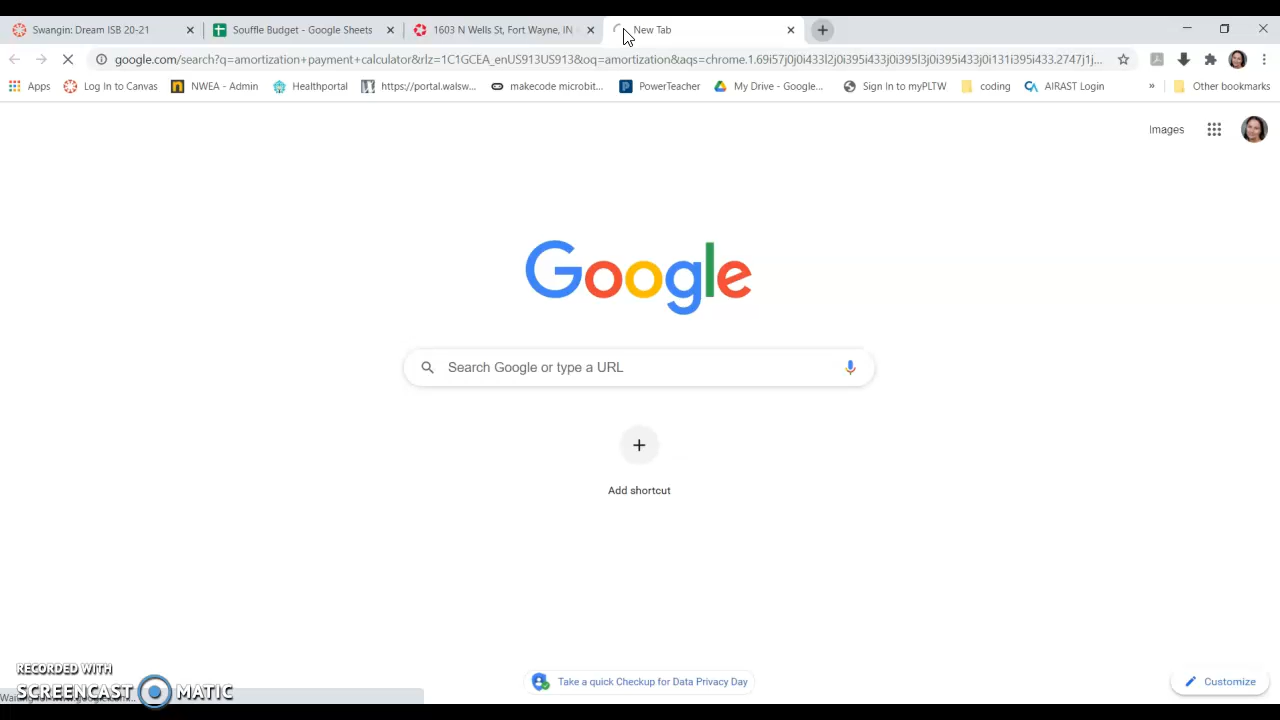 Swangin: Dream ISB 20-21
Souffle Budget - Google Sheets
1603 N Wells St, Fort Wayne, IN
New Tab
google.com/search?q=amortization+payment+calculator&rlz=1C1GCEA_enUS913US913&oq=amortization&aqs=chrome.1.69i57j0j0i433l2j0i395i433j0i395l3j0i395i433j0i131i395i433.2747j1j...
Apps
Log In to Canvas
NWEA - Admin
Healthportal
https://portal.walsw...
makecode microbit...
PowerTeacher
My Drive - Google...
Sign In to myPLTW
coding
AIRAST Login
»
Other bookmarks
Images
Google
Search Google or type a URL
Add shortcut
RECORDED WITH
SCREENCAST MATIC
Take a quick Checkup for Data Privacy Day
Customize